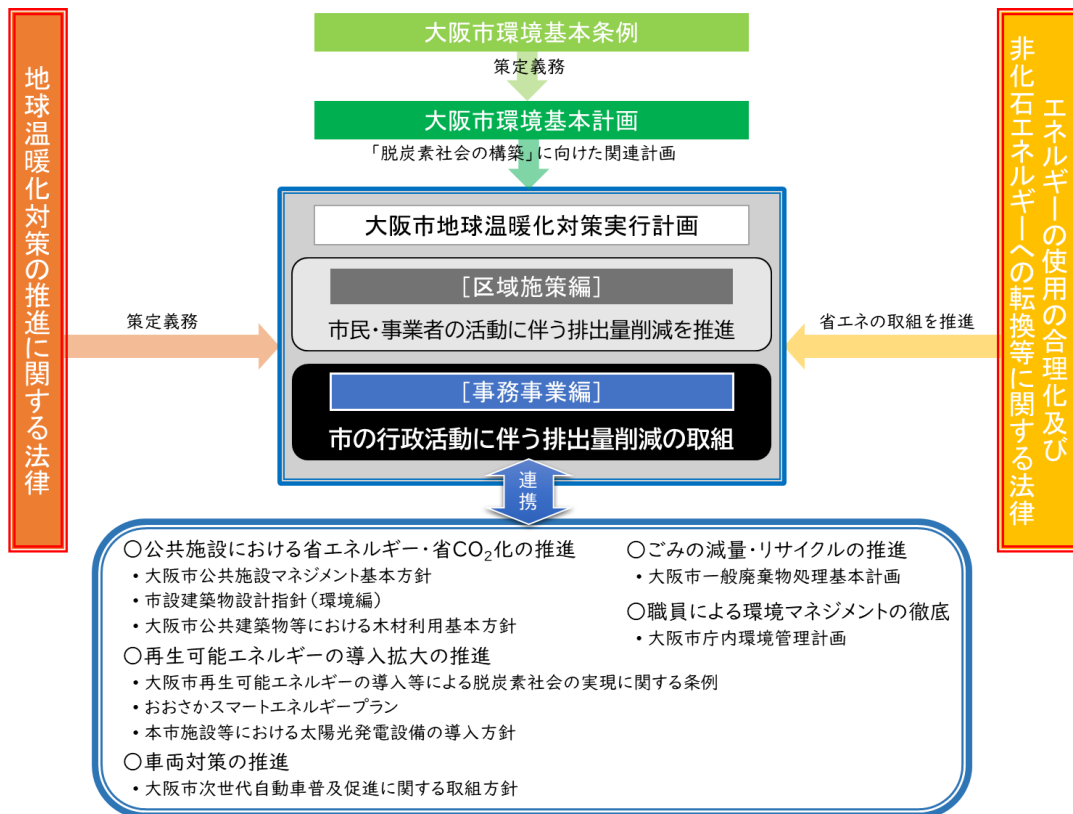 大阪市環境基本条例
策定義務
大阪市環境基本計画
「脱炭素社会の構築」に向けた関連計画
地球温暖化対策の推進に関する法律
策定義務
大阪市地球温暖化対策実行計画
[区域施策編]
市民・事業者の活動に伴う排出量削減を推進
[事務事業編]
市の行政活動に伴う排出量削減の取組
省エネの取組を推進
エネルギーの使用の合理化及び
非化石エネルギーへの転換等に関する法律
連携
○公共施設における省エネルギー・省CO₂化の推進
・大阪市公共施設マネジメント基本方針
・市設建築物設計指針(環境編)
・大阪市公共建築物等における木材利用基本方針
○再生可能エネルギーの導入拡大の推進
・大阪市再生可能エネルギーの導入等による脱炭素社会の実現に関する条例
・おおさかスマートエネルギープラン
・本市施設等における太陽光発電設備の導入方針
○車両対策の推進
・大阪市次世代自動車普及促進に関する取組方針
○ごみの減量・リサイクルの推進
・大阪市一般廃棄物処理基本計画
○職員による環境マネジメントの徹底
・大阪市庁内環境管理計画